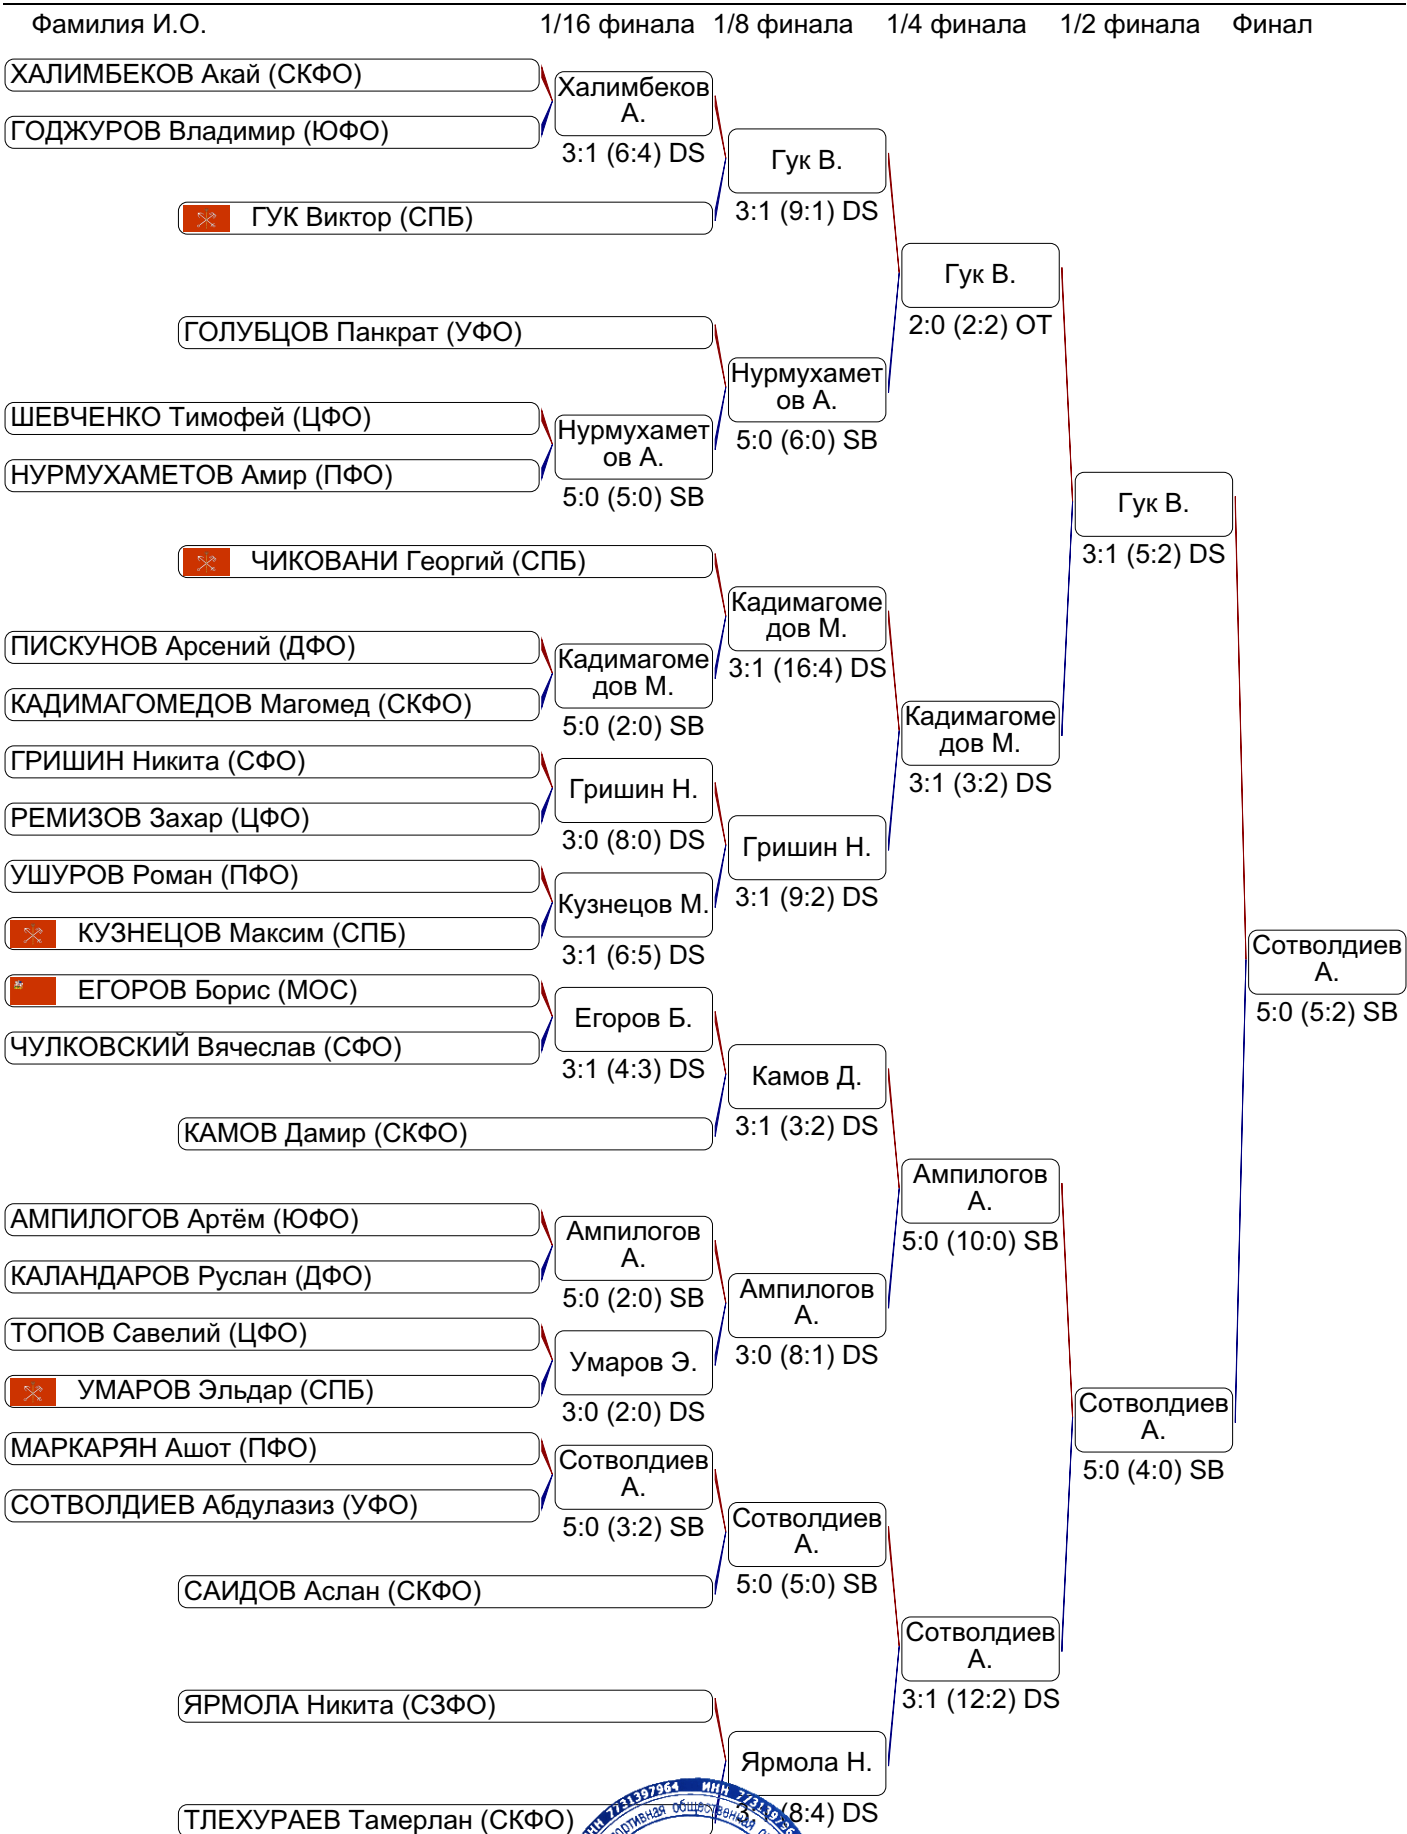 Фамилия И.О. 1/16 финала 1/8 финала 1/4 финала 1/2 финала Финал
ХАЛИМБЕКОВ Акай (СКФО)
Халимбеков
А.
ГОДЖУРОВ Владимир (ЮФО)
3:1 (6:4) DS
Гук В.
3:1 (9:1) DS
ГУК Виктор (СПБ)
Гук В.
2:0 (2:2) OT
ГОЛУБЦОВ Панкрат (УФО)
Нурмухамет
ов А.
5:0 (6:0) SB
ШЕВЧЕНКО Тимофей (ЦФО)
Нурмухамет
ов А.
НУРМУХАМЕТОВ Амир (ПФО)
5:0 (5:0) SB
Гук В.
3:1 (5:2) DS
ЧИКОВАНИ Георгий (СПБ)
Кадимагоме
дов М.
3:1 (16:4) DS
ПИСКУНОВ Арсений (ДФО)
Кадимагоме
дов М.
КАДИМАГОМЕДОВ Магомед (СКФО)
5:0 (2:0) SB
Кадимагоме
дов М.
3:1 (3:2) DS
ГРИШИН Никита (СФО)
Гришин Н.
РЕМИЗОВ Захар (ЦФО)
3:0 (8:0) DS
Гришин Н.
3:1 (9:2) DS
УШУРОВ Роман (ПФО)
Кузнецов М.
КУЗНЕЦОВ Максим (СПБ)
3:1 (6:5) DS
Сотволдиев
А.
5:0 (5:2) SB
ЕГОРОВ Борис (МОС)
Егоров Б.
ЧУЛКОВСКИЙ Вячеслав (СФО)
3:1 (4:3) DS
Камов Д.
3:1 (3:2) DS
КАМОВ Дамир (СКФО)
Ампилогов
А.
5:0 (10:0) SB
АМПИЛОГОВ Артём (ЮФО)
Ампилогов
А.
КАЛАНДАРОВ Руслан (ДФО)
5:0 (2:0) SB
Ампилогов
А.
3:0 (8:1) DS
ТОПОВ Савелий (ЦФО)
Умаров Э.
УМАРОВ Эльдар (СПБ)
3:0 (2:0) DS
Сотволдиев
А.
5:0 (4:0) SB
МАРКАРЯН Ашот (ПФО)
Сотволдиев
А.
СОТВОЛДИЕВ Абдулазиз (УФО)
5:0 (3:2) SB
Сотволдиев
А.
5:0 (5:0) SB
САИДОВ Аслан (СКФО)
Сотволдиев
А.
3:1 (12:2) DS
ЯРМОЛА Никита (СЗФО)
Ярмола Н.
(8:4) DS
ТЛЕХУРАЕВ Тамерлан (СКФО)